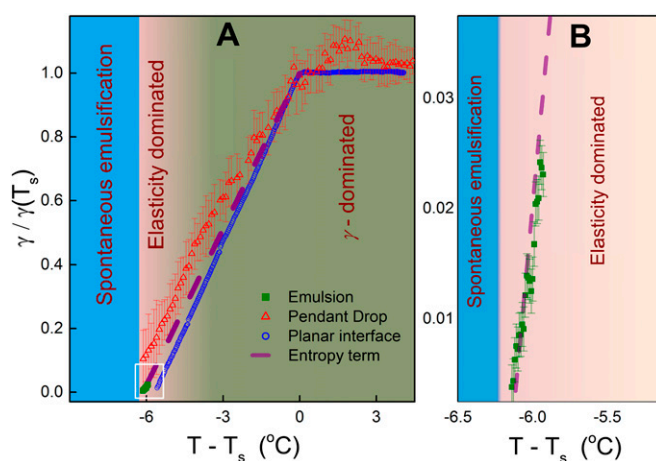 A
B
γ / γ(Tₛ)
1.0
0.8
0.6
0.4
0.2
0.0
Spontaneous emulsification
Elasticity dominated
γ - dominated
Emulsion
Pendant Drop
Planar interface
Entropy term
-6
-3
0
3
T - Tₛ (°C)
0.03
0.02
0.01
Spontaneous emulsification
Elasticity dominated
-6.5
-6.0
-5.5
T - Tₛ (°C)